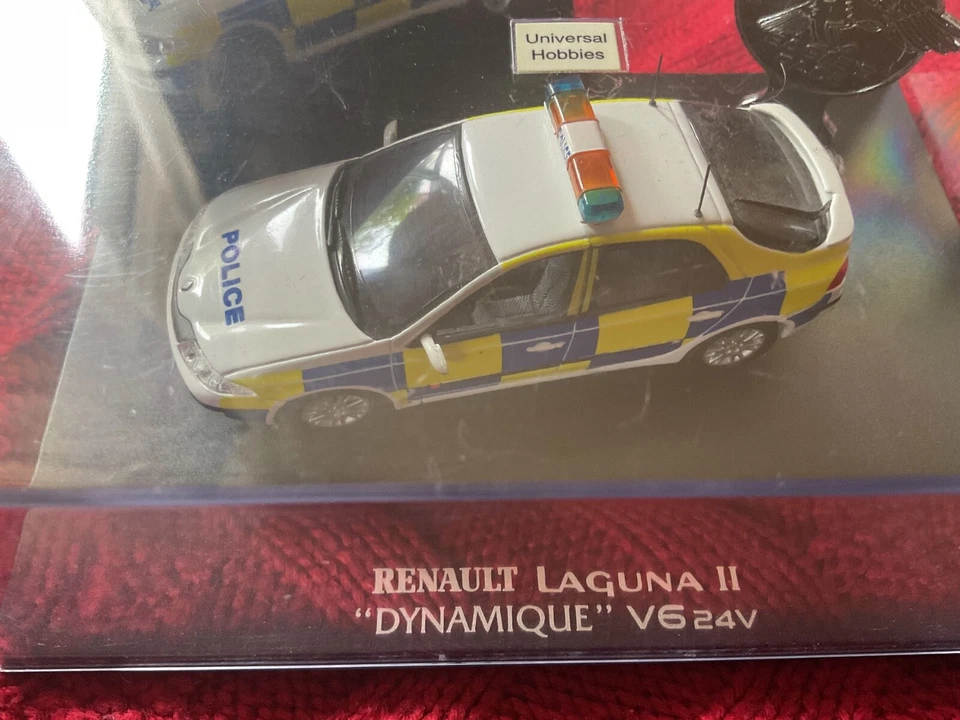 Universal
Hobbies
POLICE
RENAULT LAGUNA II
“DYNAMIQUE” V6 24V